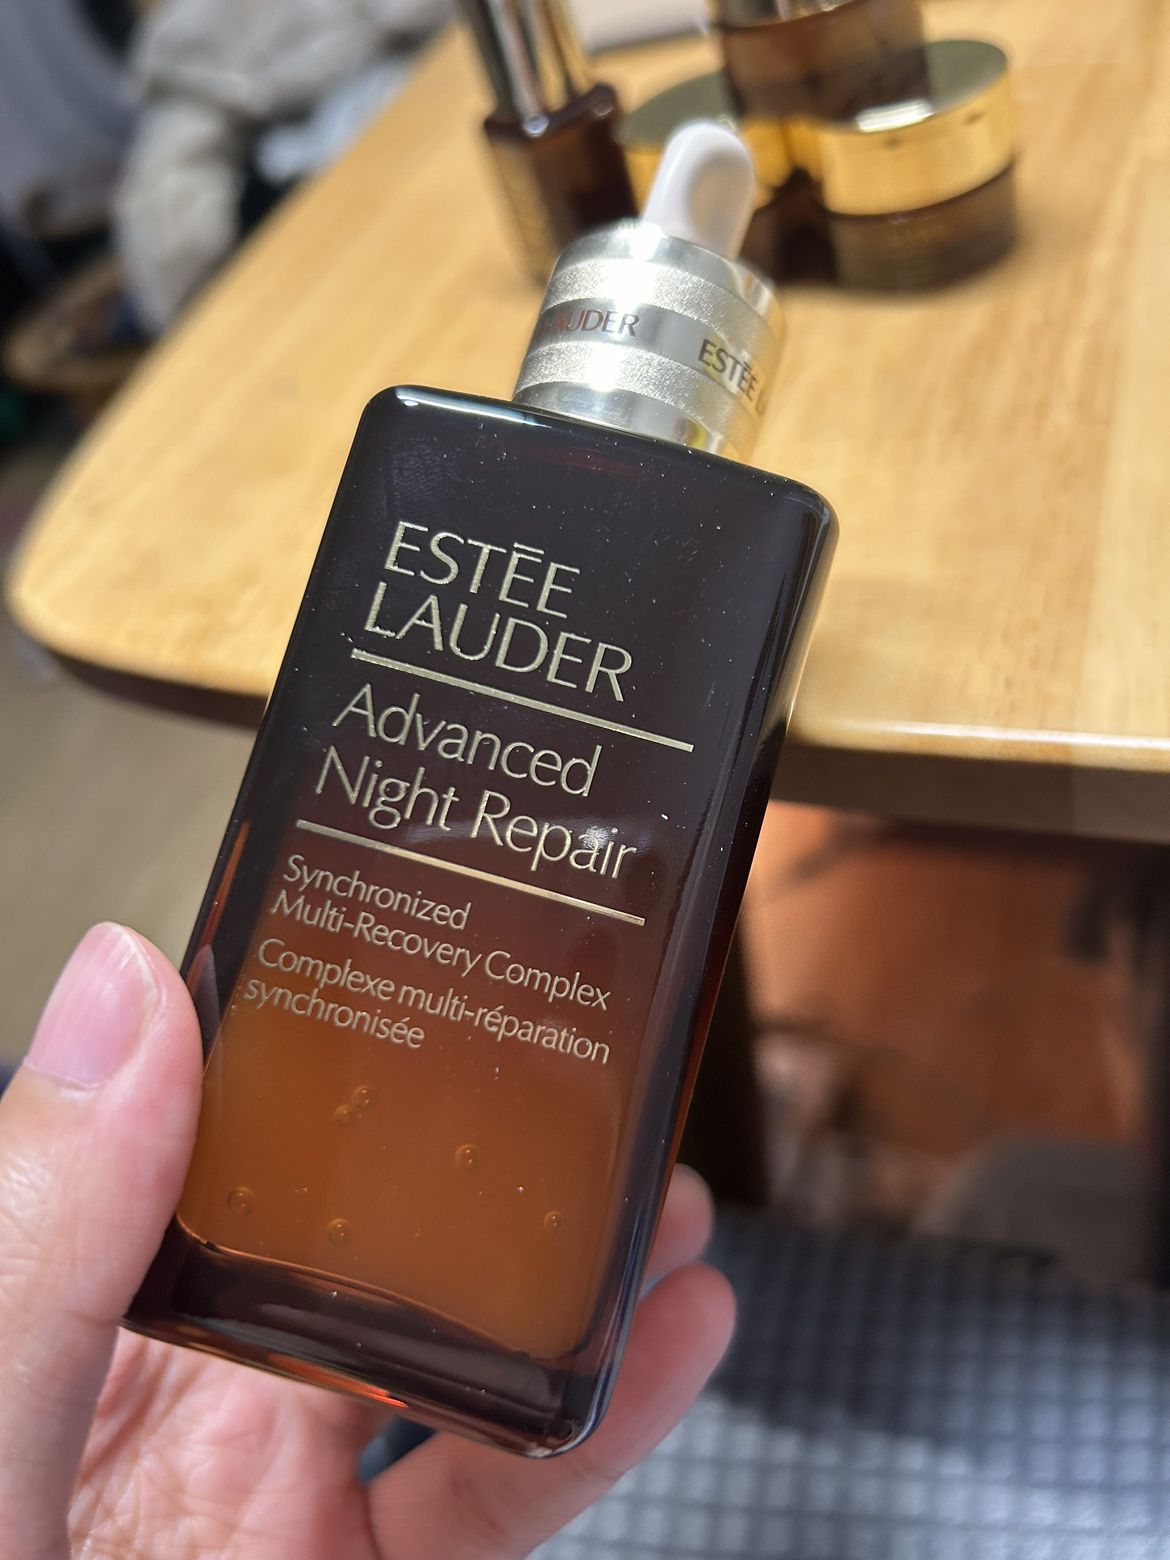 LAUDER
ESTĒE
ESTĒE
LAUDER
Advanced
Night Repair
Synchronized
Multi-Recovery Complex
Complexe multi-réparation
synchronisée